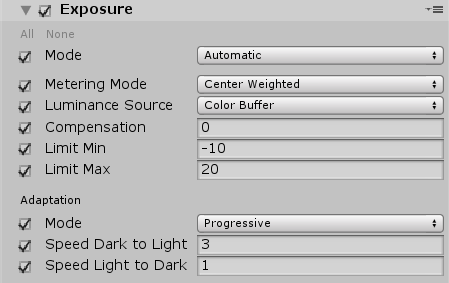 Exposure
All None
Mode Automatic
Metering Mode Center Weighted
Luminance Source Color Buffer
Compensation 0
Limit Min -10
Limit Max 20
Adaptation
Mode Progressive
Speed Dark to Light 3
Speed Light to Dark 1